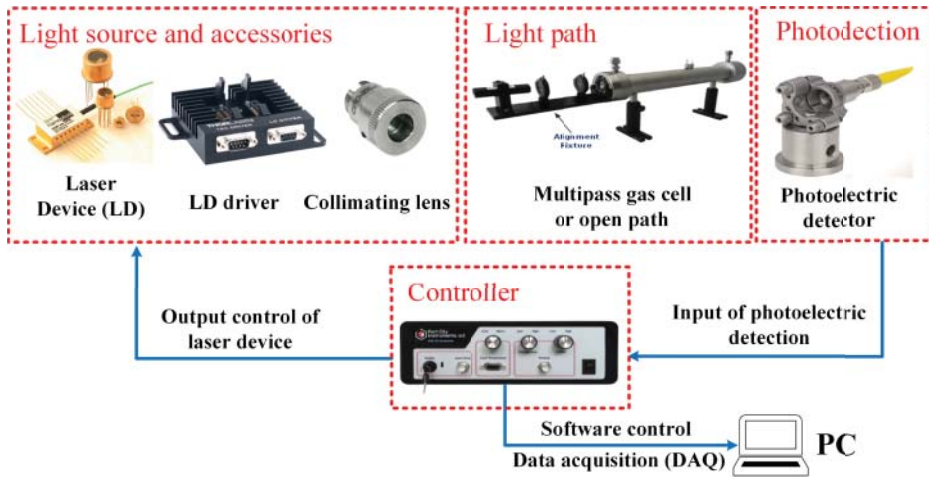 Light source and accessories
Light path
Photodection
Alignment
Fixture
Laser
Device (LD)
LD driver
Collimating lens
Multipass gas cell
or open path
Photoelectric
detector
Controller
Output control of
laser device
Input of photoelectric
detection
Software control
Data acquisition (DAQ)
PC